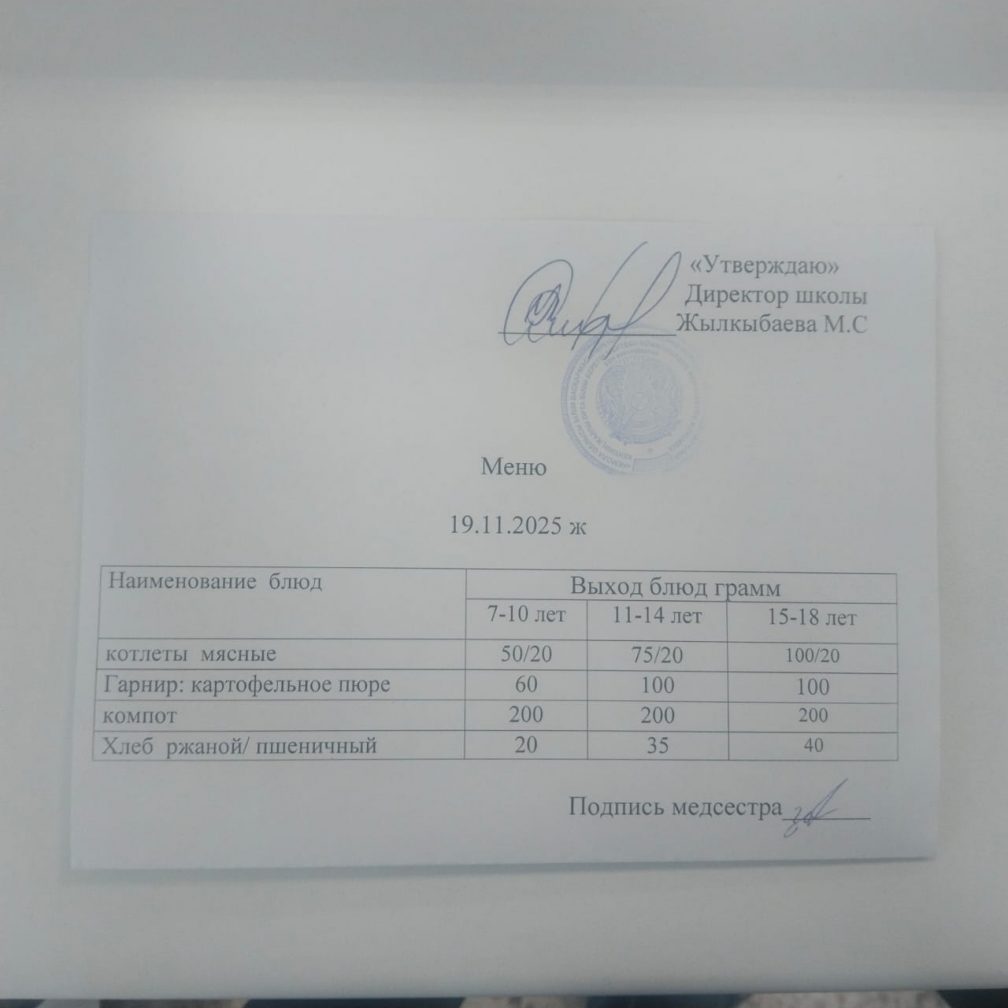 «Утверждаю»
Директор школы
Жылкыбаева М.С
Меню
19.11.2025 ж
Наименование блюд Выход блюд грамм
7-10 лет 11-14 лет 15-18 лет
котлеты мясные 50/20 75/20 100/20
Гарнир: картофельное пюре 60 100 100
компот 200 200 200
Хлеб ржаной/ пшеничный 20 35 40
Подпись медсестра